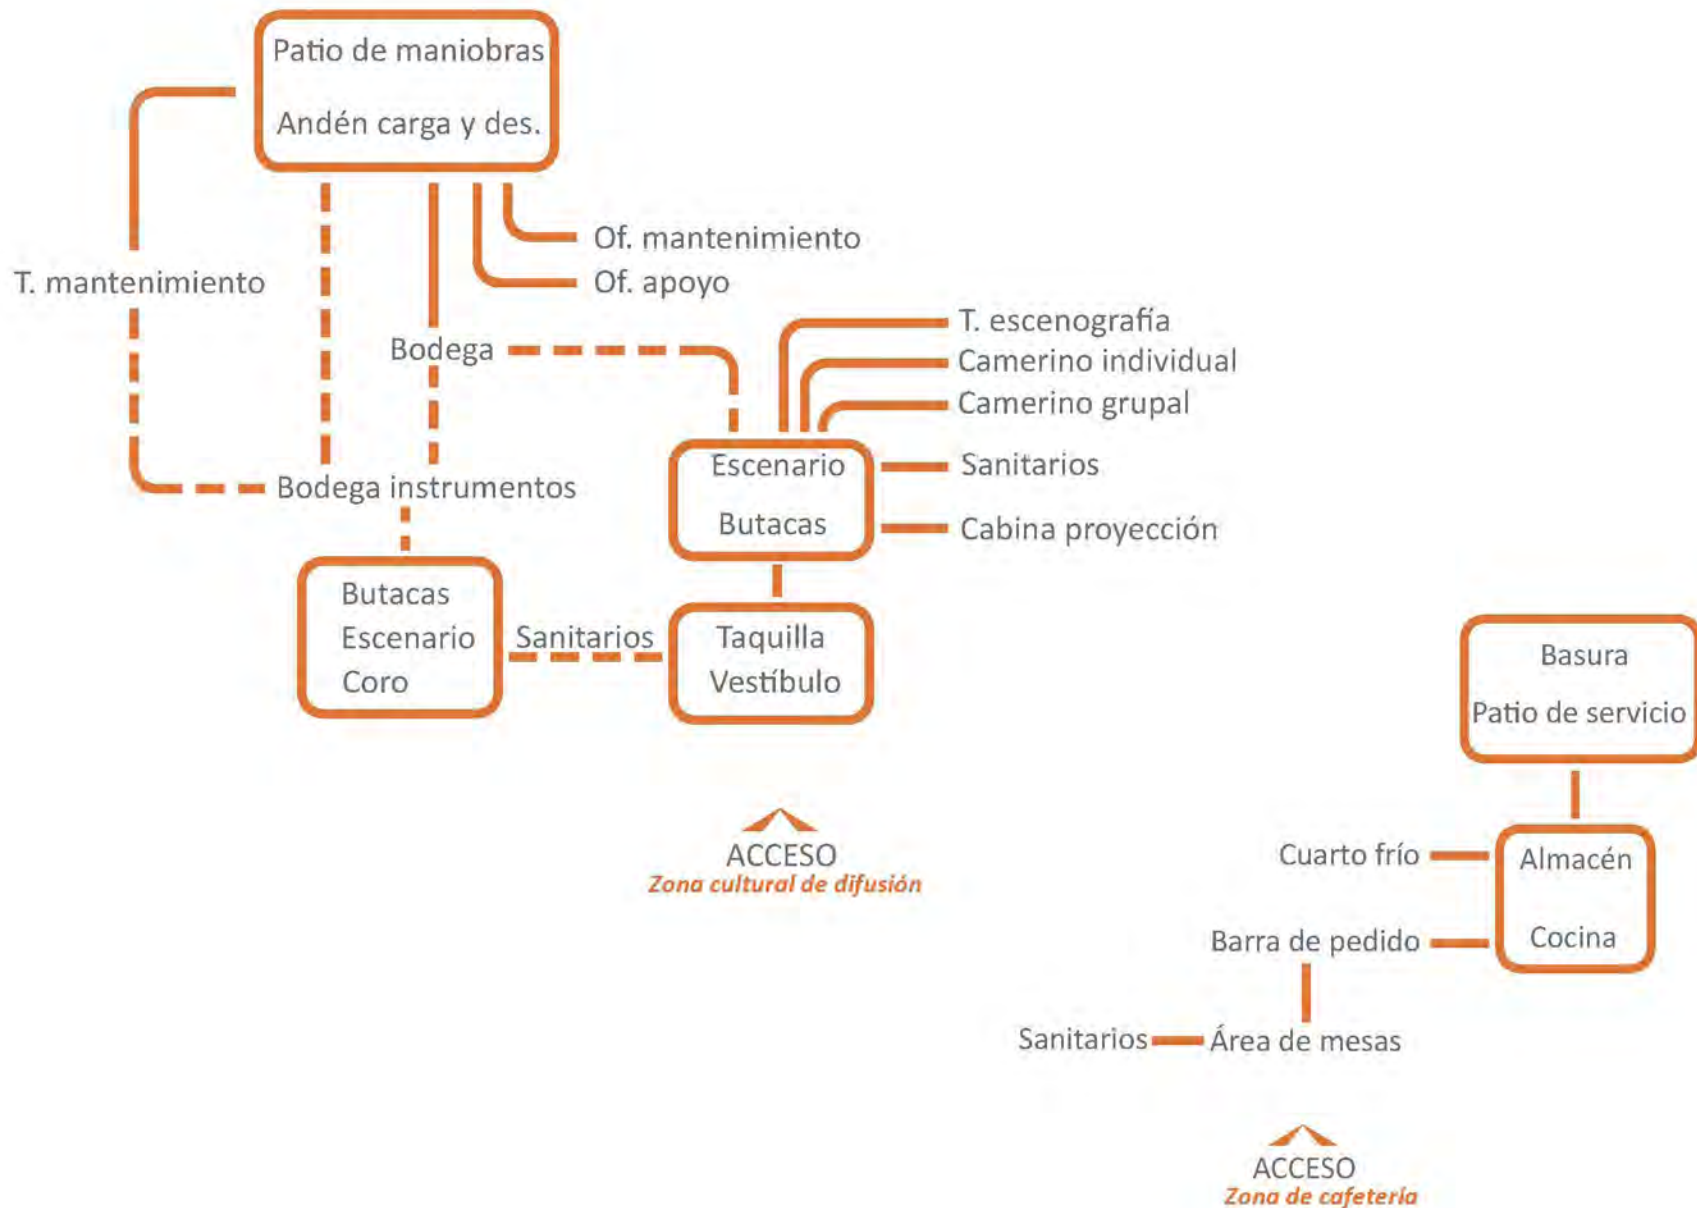 Patio de maniobras
Andén carga y des.
Of. mantenimiento
Of. apoyo
T. mantenimiento
Bodega
T. escenografía
Camerino individual
Camerino grupal
Escenario
Butacas
Sanitarios
Cabina proyección
Bodega instrumentos
Butacas
Escenario
Coro
Sanitarios
Taquilla
Vestíbulo
ACCESO
Zona cultural de difusión
Basura
Patio de servicio
Cuarto frío
Almacén
Barra de pedido
Cocina
Sanitarios
Área de mesas
ACCESO
Zona de cafetería